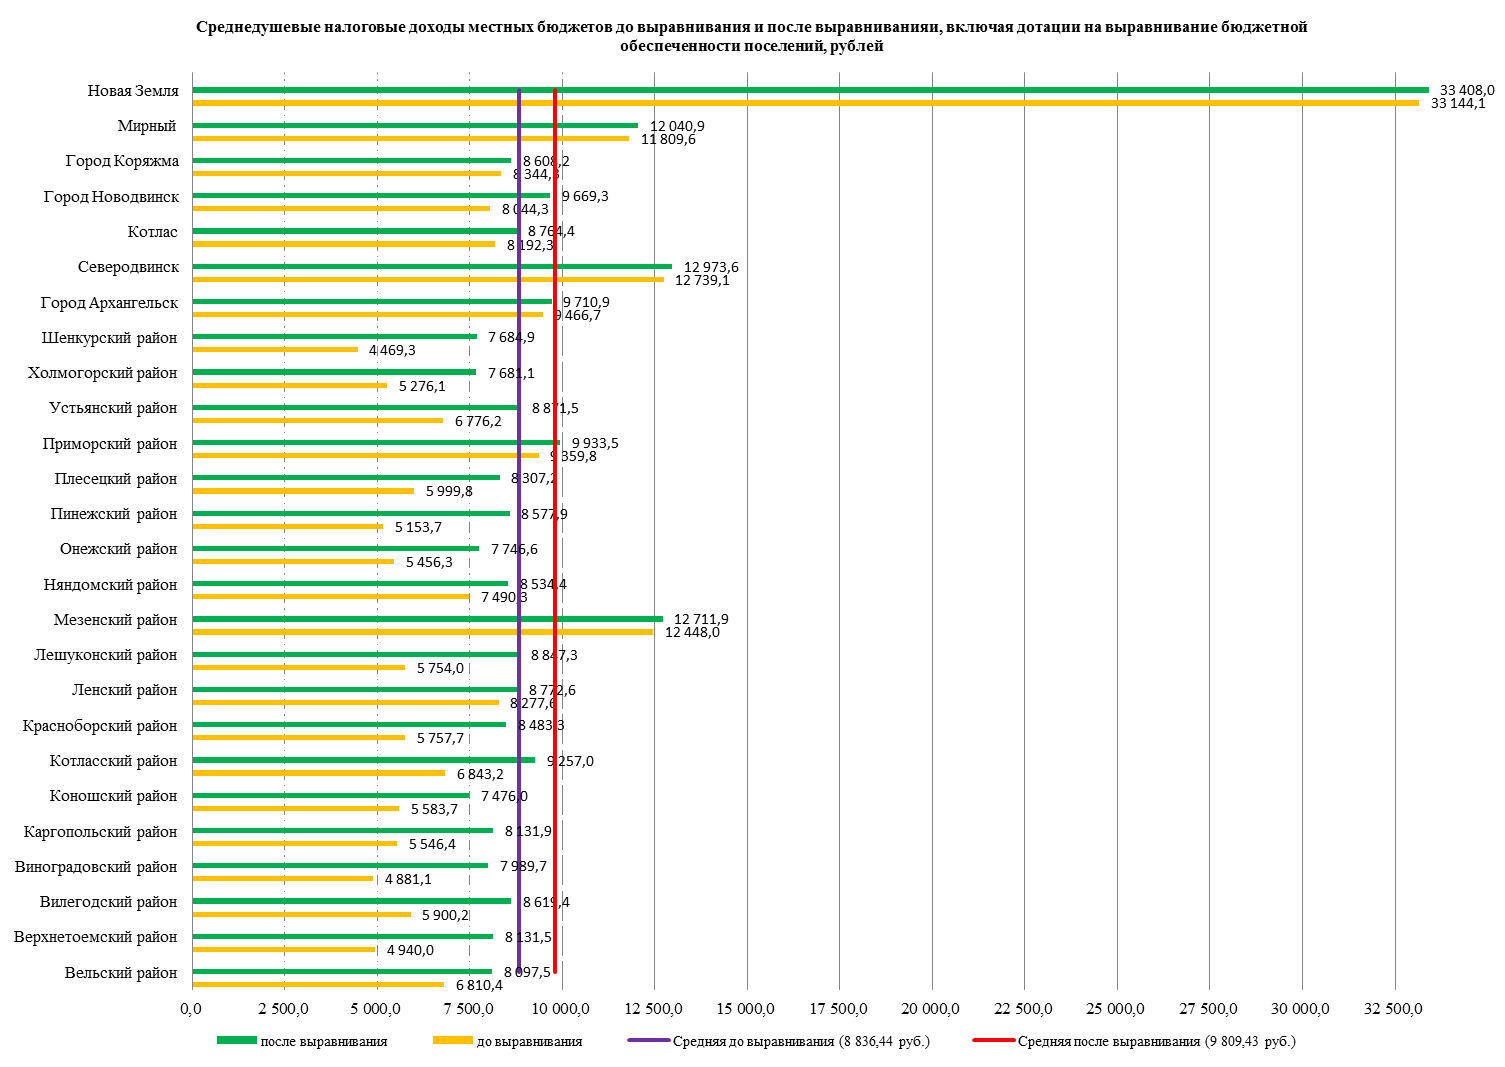 Среднедушевые налоговые доходы местных бюджетов до выравнивания и после выравниванияи, включая дотации на выравнивание бюджетной
обеспеченности поселений, рублей
Новая Земля 33 408,0
33 144,1
Мирный 12 040,9
11 809,6
Город Коряжма 8 608,2
8 344,3
Город Новодвинск 9 669,3
8 044,3
Котлас 8 764,4
8 192,3
Северодвинск 12 973,6
12 739,1
Город Архангельск 9 710,9
9 466,7
Шенкурский район 7 684,9
4 469,3
Холмогорский район 7 681,1
5 276,1
Устьянский район 8 871,5
6 776,2
Приморский район 9 933,5
9 359,8
Плесецкий район 8 307,2
5 999,8
Пинежский район 8 577,9
5 153,7
Онежский район 7 746,6
5 456,3
Няндомский район 8 534,4
7 490,3
Мезенский район 12 711,9
12 448,0
Лешуконский район 8 847,3
5 754,0
Ленский район 8 772,6
8 277,6
Красноборский район 8 483,3
5 757,7
Котласский район 9 257,0
6 843,2
Коношский район 7 476,0
5 583,7
Каргопольский район 8 131,9
5 546,4
Виноградовский район 7 989,7
4 881,1
Вилегодский район 8 619,4
5 900,2
Верхнетоемский район 8 131,5
4 940,0
Вельский район 8 097,5
6 810,4
0,0 2 500,0 5 000,0 7 500,0 10 000,0 12 500,0 15 000,0 17 500,0 20 000,0 22 500,0 25 000,0 27 500,0 30 000,0 32 500,0
после выравнивания до выравнивания Средняя до выравнивания (8 836,44 руб.) Средняя после выравнивания (9 809,43 руб.)